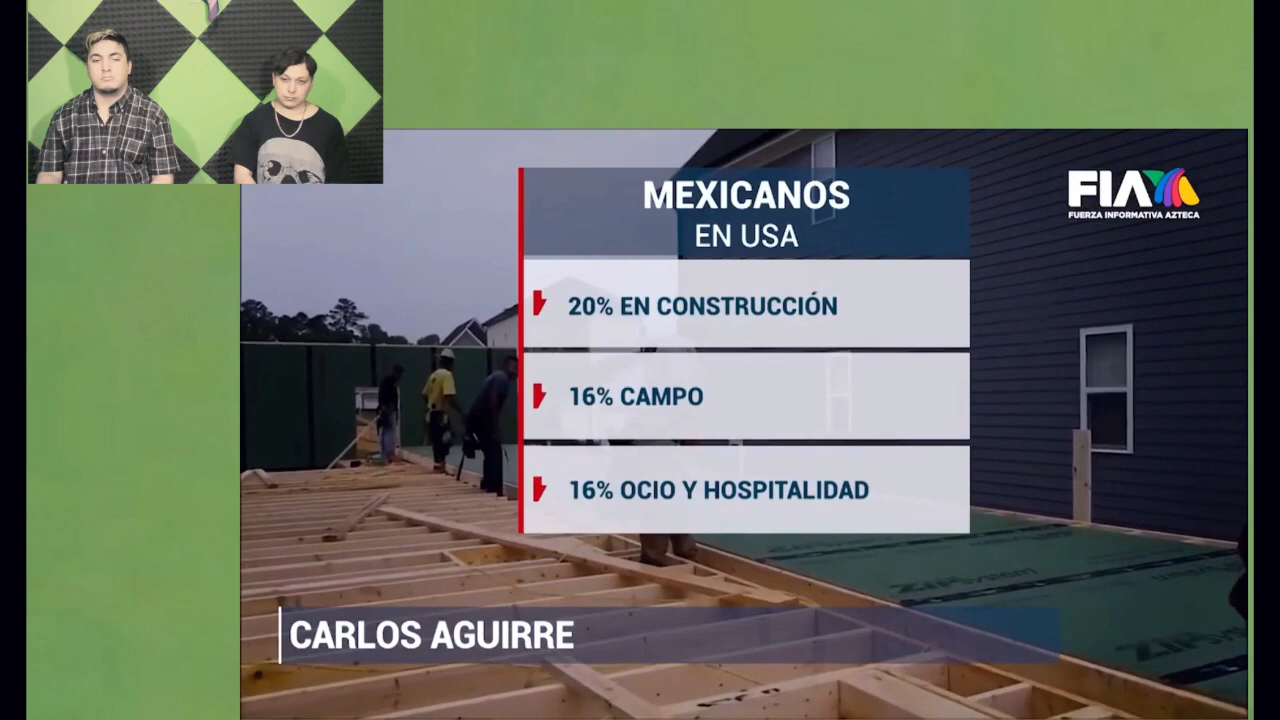 MEXICANOS
EN USA
FIA
FUERZA INFORMATIVA AZTECA
20% EN CONSTRUCCIÓN
16% CAMPO
16% OCIO Y HOSPITALIDAD
CARLOS AGUIRRE